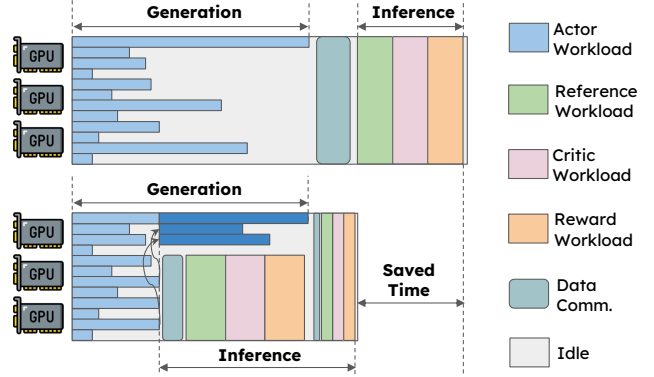 Generation
Inference
GPU
GPU
GPU
Generation
GPU
GPU
GPU
Saved
Time
Inference
Actor
Workload
Reference
Workload
Critic
Workload
Reward
Workload
Data
Comm.
Idle